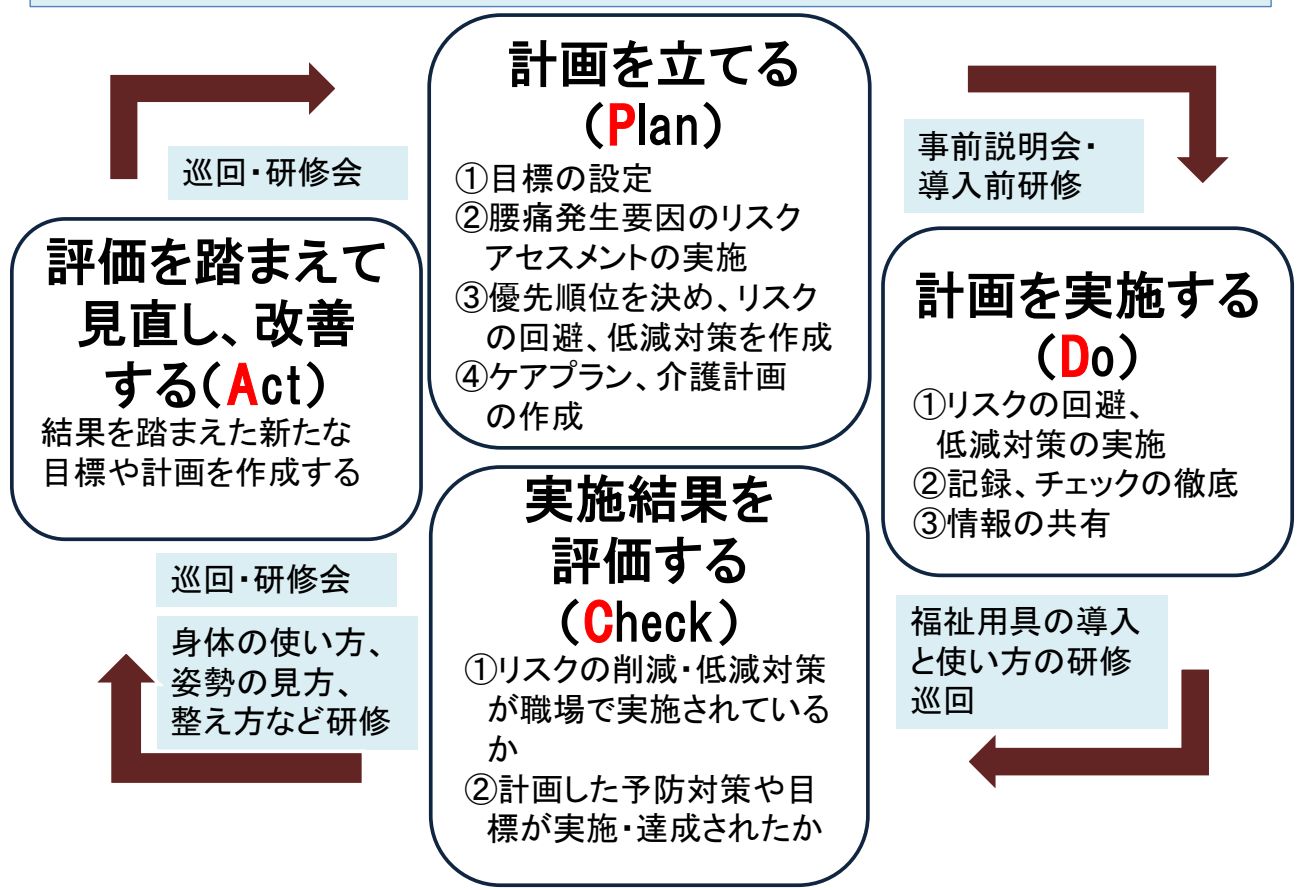 計画を立てる
（Plan）
①目標の設定
②腰痛発生要因のリスク
アセスメントの実施
③優先順位を決め、リスク
の回避、低減対策を作成
④ケアプラン、介護計画
の作成
事前説明会・
導入前研修
計画を実施する
（Do）
①リスクの回避、
低減対策の実施
②記録、チェックの徹底
③情報の共有
福祉用具の導入
と使い方の研修
巡回
実施結果を
評価する
（Check）
①リスクの削減・低減対策
が職場で実施されている
か
②計画した予防対策や目
標が実施・達成されたか
巡回・研修会
身体の使い方、
姿勢の見方、
整え方など研修
評価を踏まえて
見直し、改善
する（Act）
結果を踏まえた新たな
目標や計画を作成する
巡回・研修会